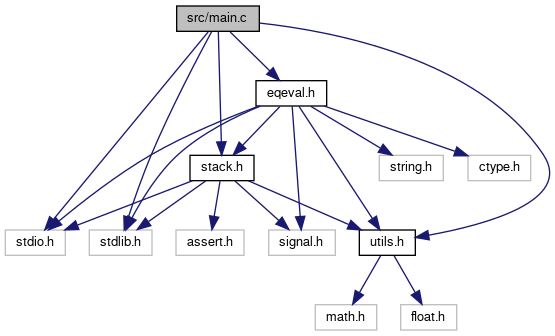 src/main.c
eqeval.h
stack.h
string.h
ctype.h
stdio.h
stdlib.h
assert.h
signal.h
utils.h
math.h
float.h